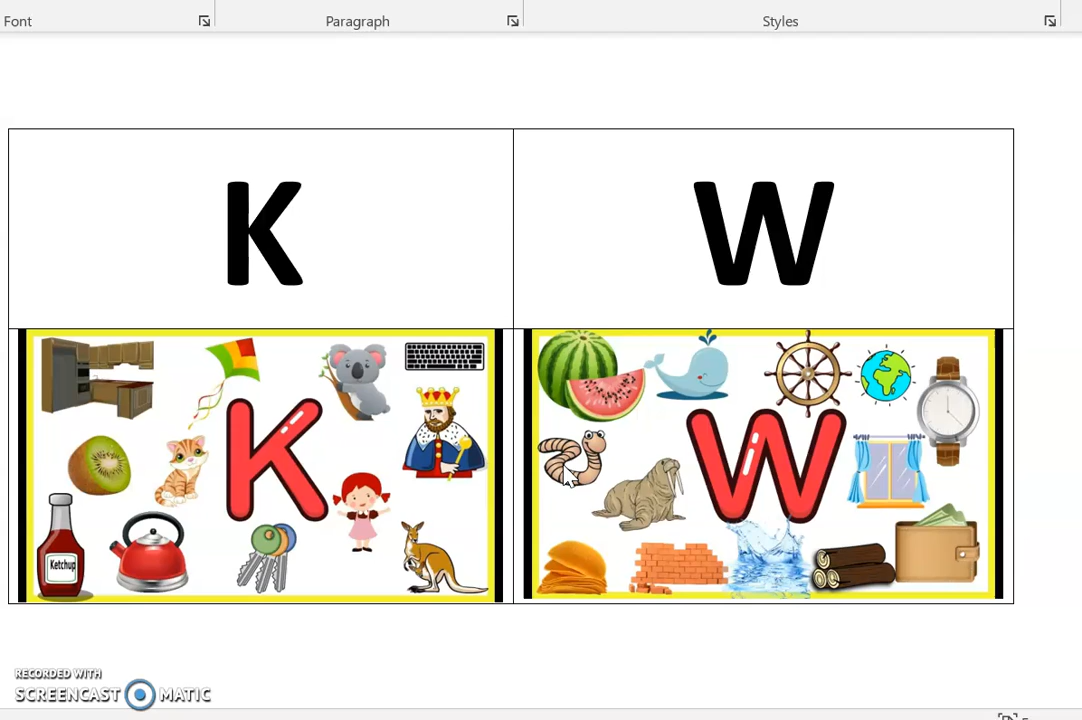 Font Paragraph Styles
K W
K W
Ketchup
RECORDED WITH
SCREENCAST MATIC